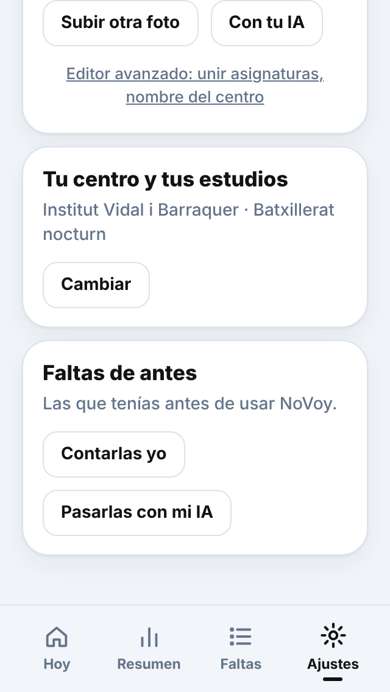 Subir otra foto
Con tu IA
Editor avanzado: unir asignaturas,
nombre del centro
Tu centro y tus estudios
Institut Vidal i Barraquer · Batxillerat
nocturn
Cambiar
Faltas de antes
Las que tenías antes de usar NoVoy.
Contarlas yo
Pasarlas con mi IA
Hoy
Resumen
Faltas
Ajustes